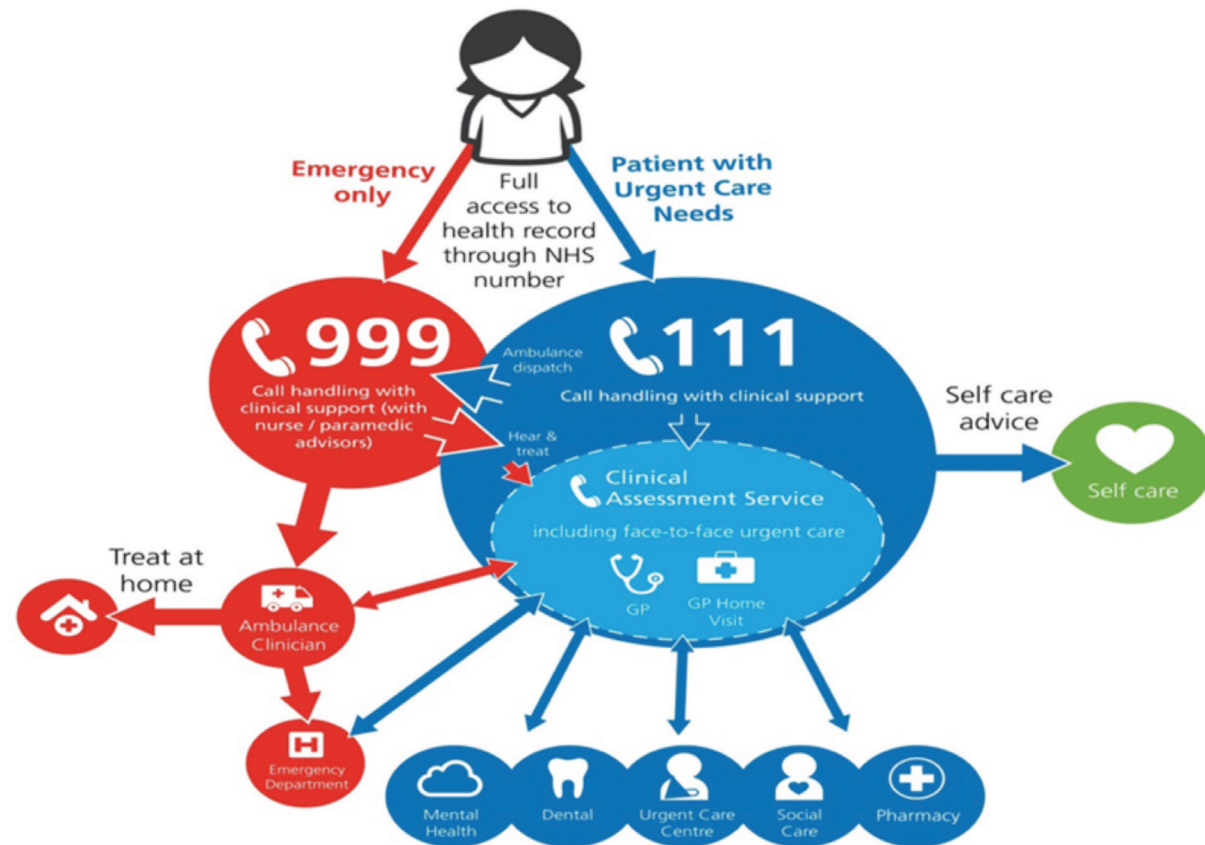 Emergency
only
Full
access to
health record
through NHS
number
Patient with
Urgent Care
Needs
999
Call handling with
clinical support (with
nurse / paramedic
advisors)
Ambulance
dispatch
Hear &
treat
111
Call handling with clinical support
Clinical
Assessment Service
including face-to-face urgent care
GP
GP Home
Visit
Self care
advice
Self care
Treat at
home
Ambulance
Clinician
H
Emergency
Department
Mental
Health
Dental
Urgent Care
Centre
Social
Care
Pharmacy